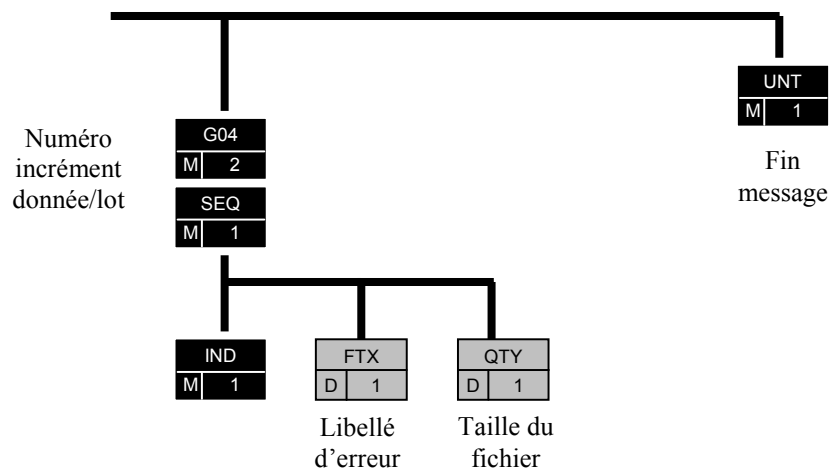 UNT
M 1
Fin
message
Numéro
incrément
donnée/lot
G04
M 2
SEQ
M 1
IND
M 1
FTX
D 1
Libellé
d’erreur
QTY
D 1
Taille du
fichier